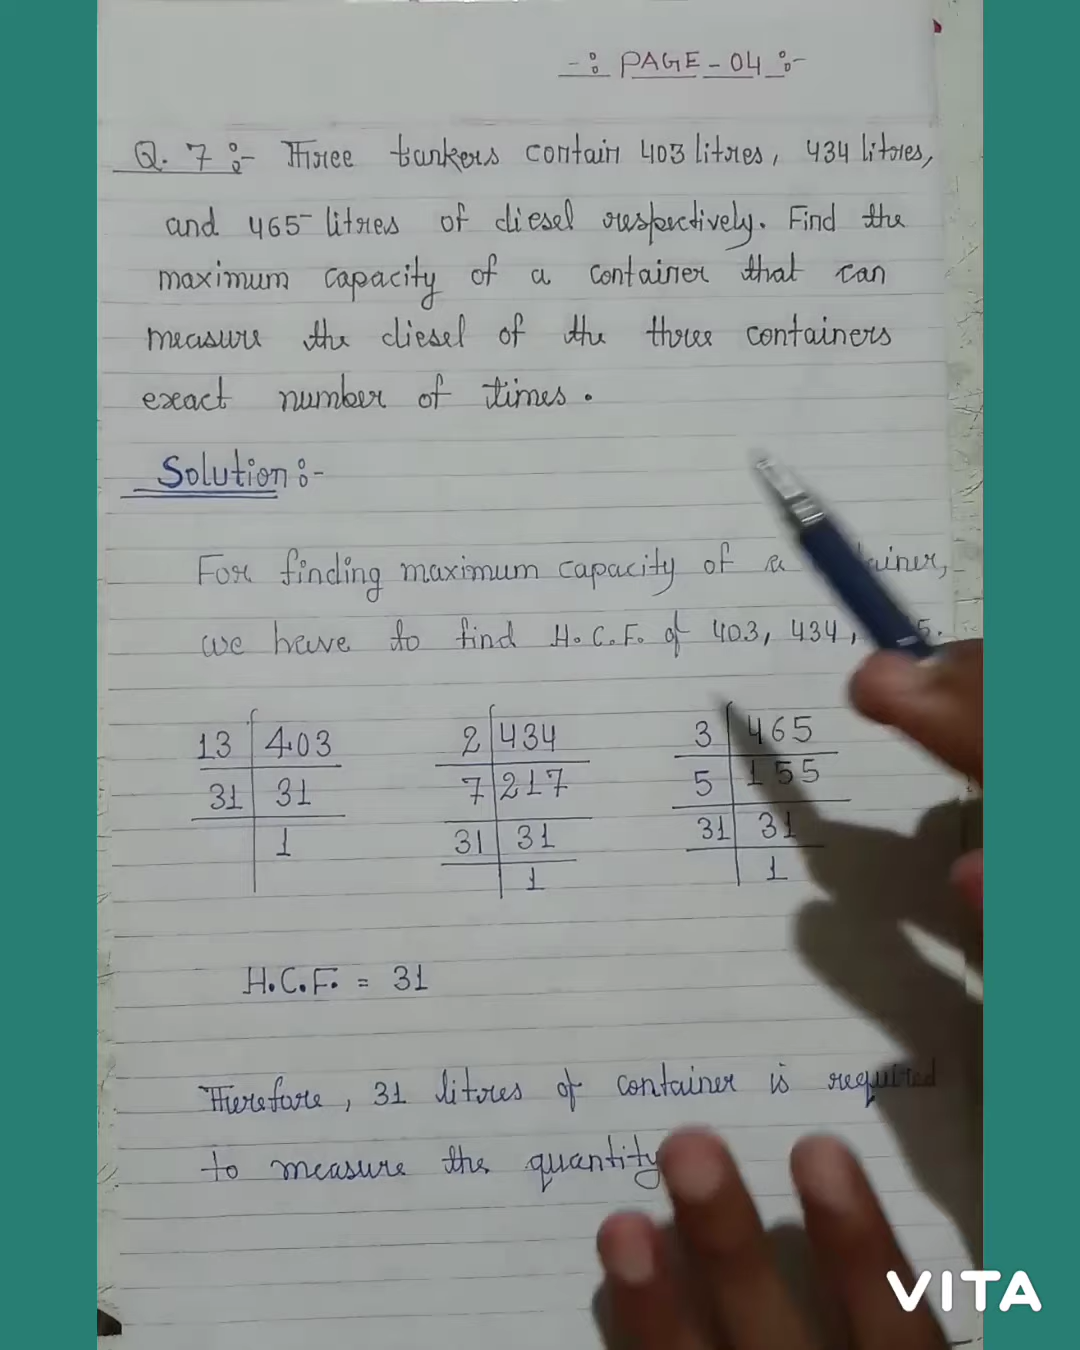 -: PAGE - 04 :-
Q. 7 :- Three tankers contain 403 litres, 434 litres,
and 465 litres of diesel respectively. Find the
maximum capacity of a container that can
measure the diesel of the three containers
exact number of times.
Solution :-
For finding maximum capacity of a
we have to find H.C.F. of 403, 434,
13 403
31 31
1
2 434
7 217
31 31
1
3 465
5 155
31 31
1
H.C.F. = 31
Therefore, 31 litres of container is required
to measure the quantity
VITA